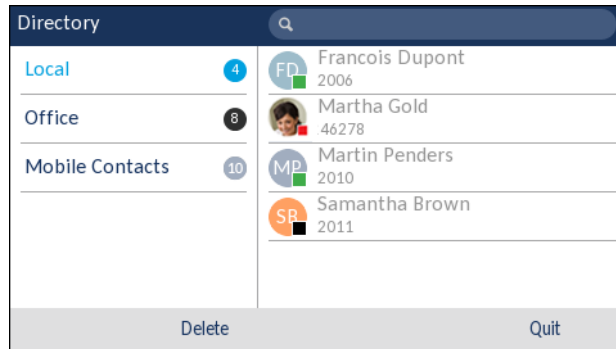 Directory
Local
4
Office
8
Mobile Contacts
10
FD
Francois Dupont
2006
Martha Gold
46278
MP
Martin Penders
2010
SB
Samantha Brown
2011
Delete
Quit